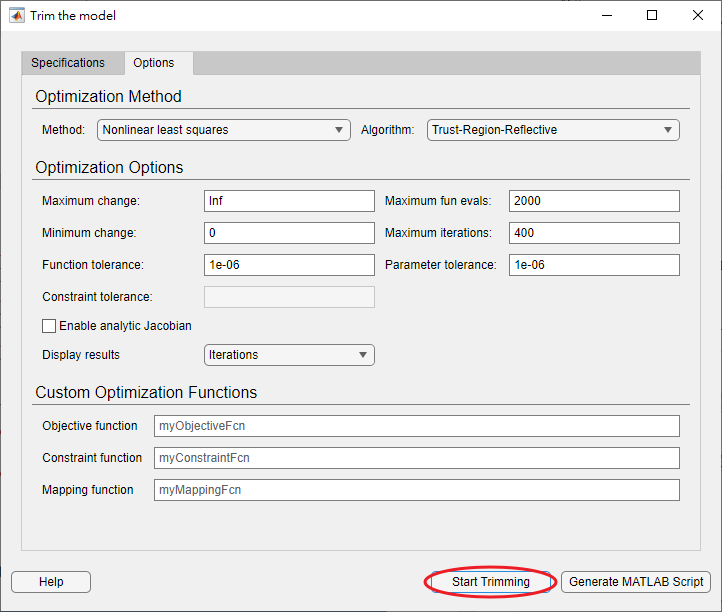 Trim the model
Specifications Options
Optimization Method
Method: Nonlinear least squares Algorithm: Trust-Region-Reflective
Optimization Options
Maximum change: Inf Maximum fun evals: 2000
Minimum change: 0 Maximum iterations: 400
Function tolerance: 1e-06 Parameter tolerance: 1e-06
Constraint tolerance:
Enable analytic Jacobian
Display results Iterations
Custom Optimization Functions
Objective function myObjectiveFcn
Constraint function myConstraintFcn
Mapping function myMappingFcn
Help Start Trimming Generate MATLAB Script